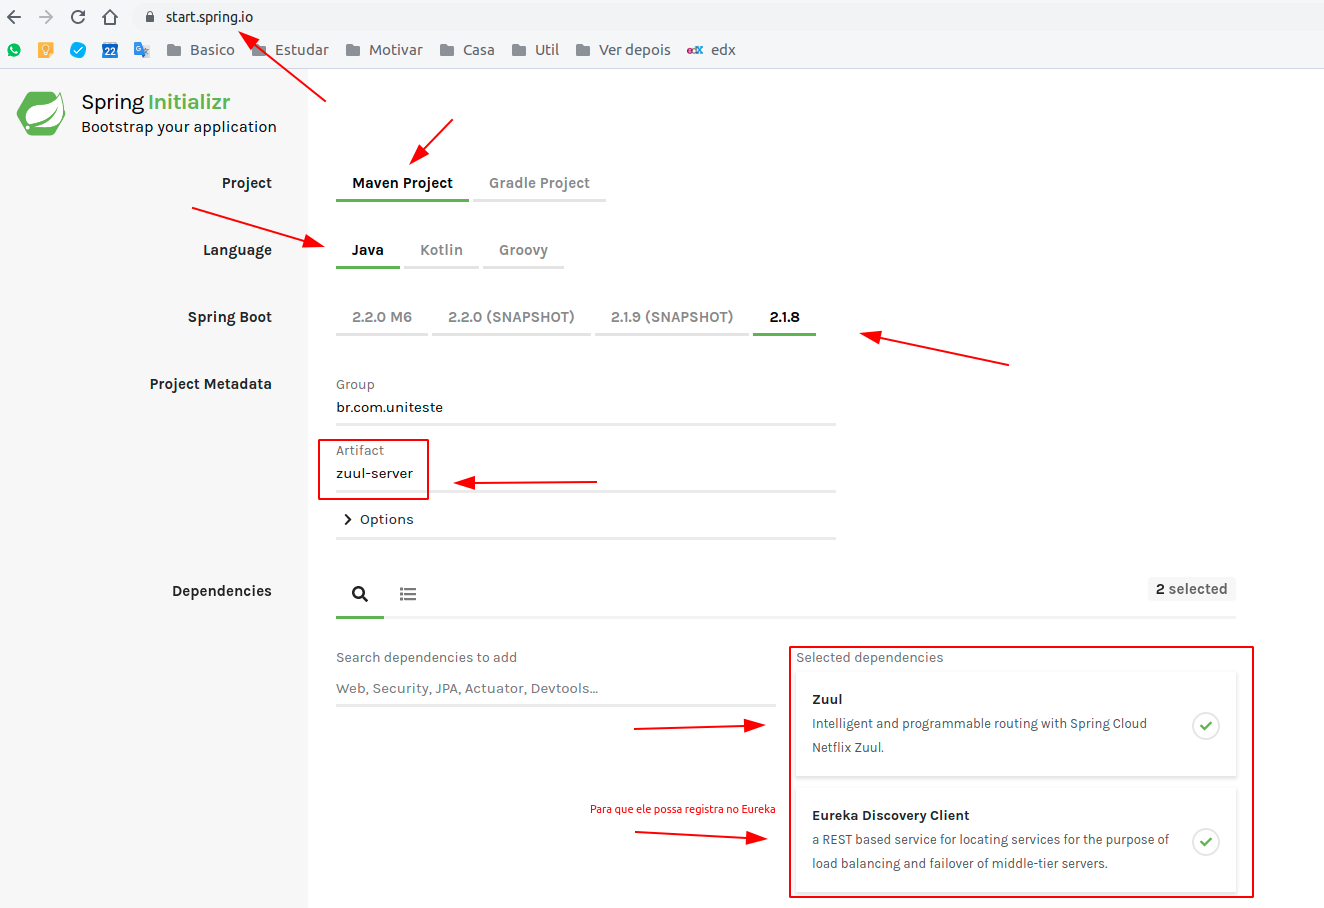 start.spring.io
22
Basico
Estudar
Motivar
Casa
Util
Ver depois
edx
edx
Spring Initializr
Bootstrap your application
Project
Maven Project
Gradle Project
Language
Java
Kotlin
Groovy
Spring Boot
2.2.0 M6
2.2.0 (SNAPSHOT)
2.1.9 (SNAPSHOT)
2.1.8
Project Metadata
Group
br.com.uniteste
Artifact
zuul-server
Options
Dependencies
2 selected
Search dependencies to add
Web, Security, JPA, Actuator, Devtools...
Selected dependencies
Zuul
Intelligent and programmable routing with Spring Cloud
Netflix Zuul.
Para que ele possa registra no Eureka
Eureka Discovery Client
a REST based service for locating services for the purpose of
load balancing and failover of middle-tier servers.